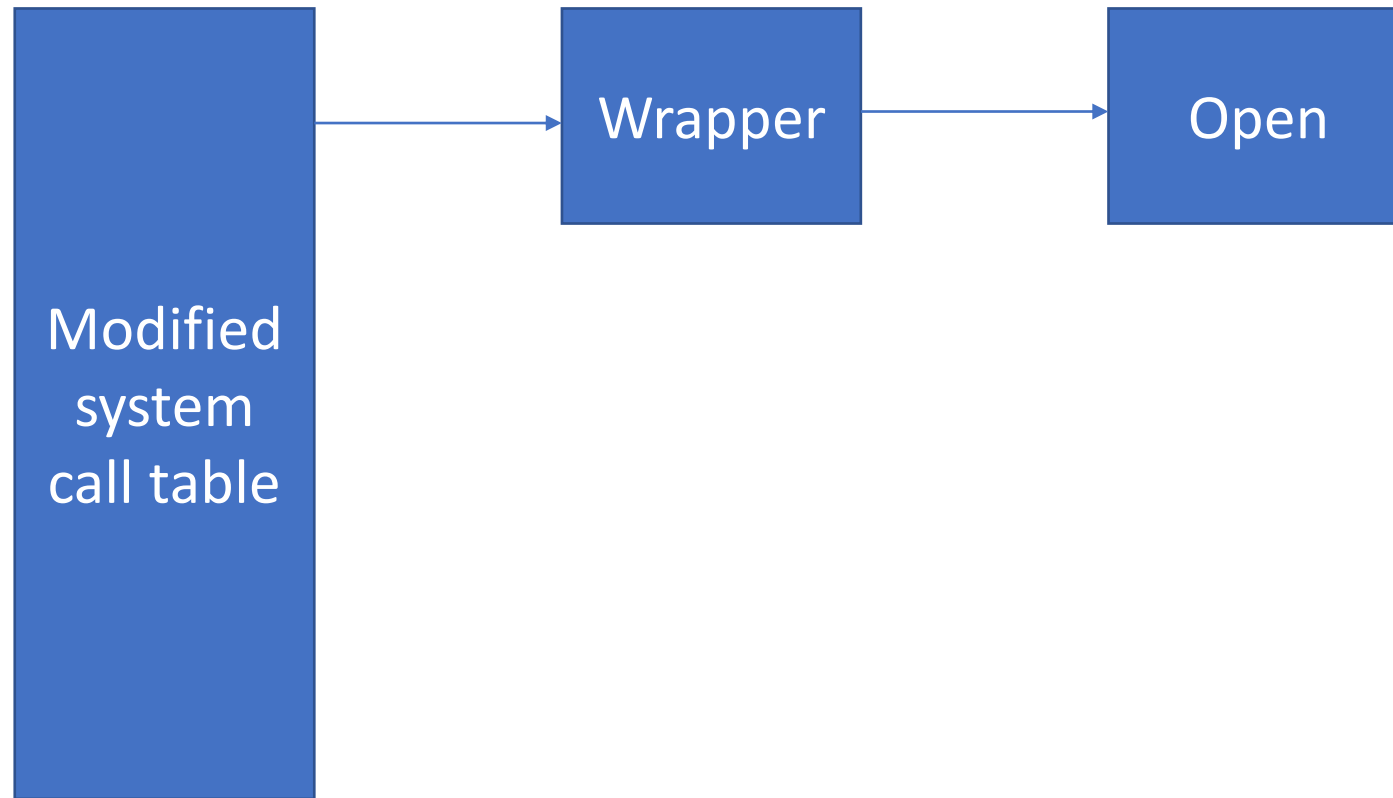 Modified
system
call table
Wrapper
Open